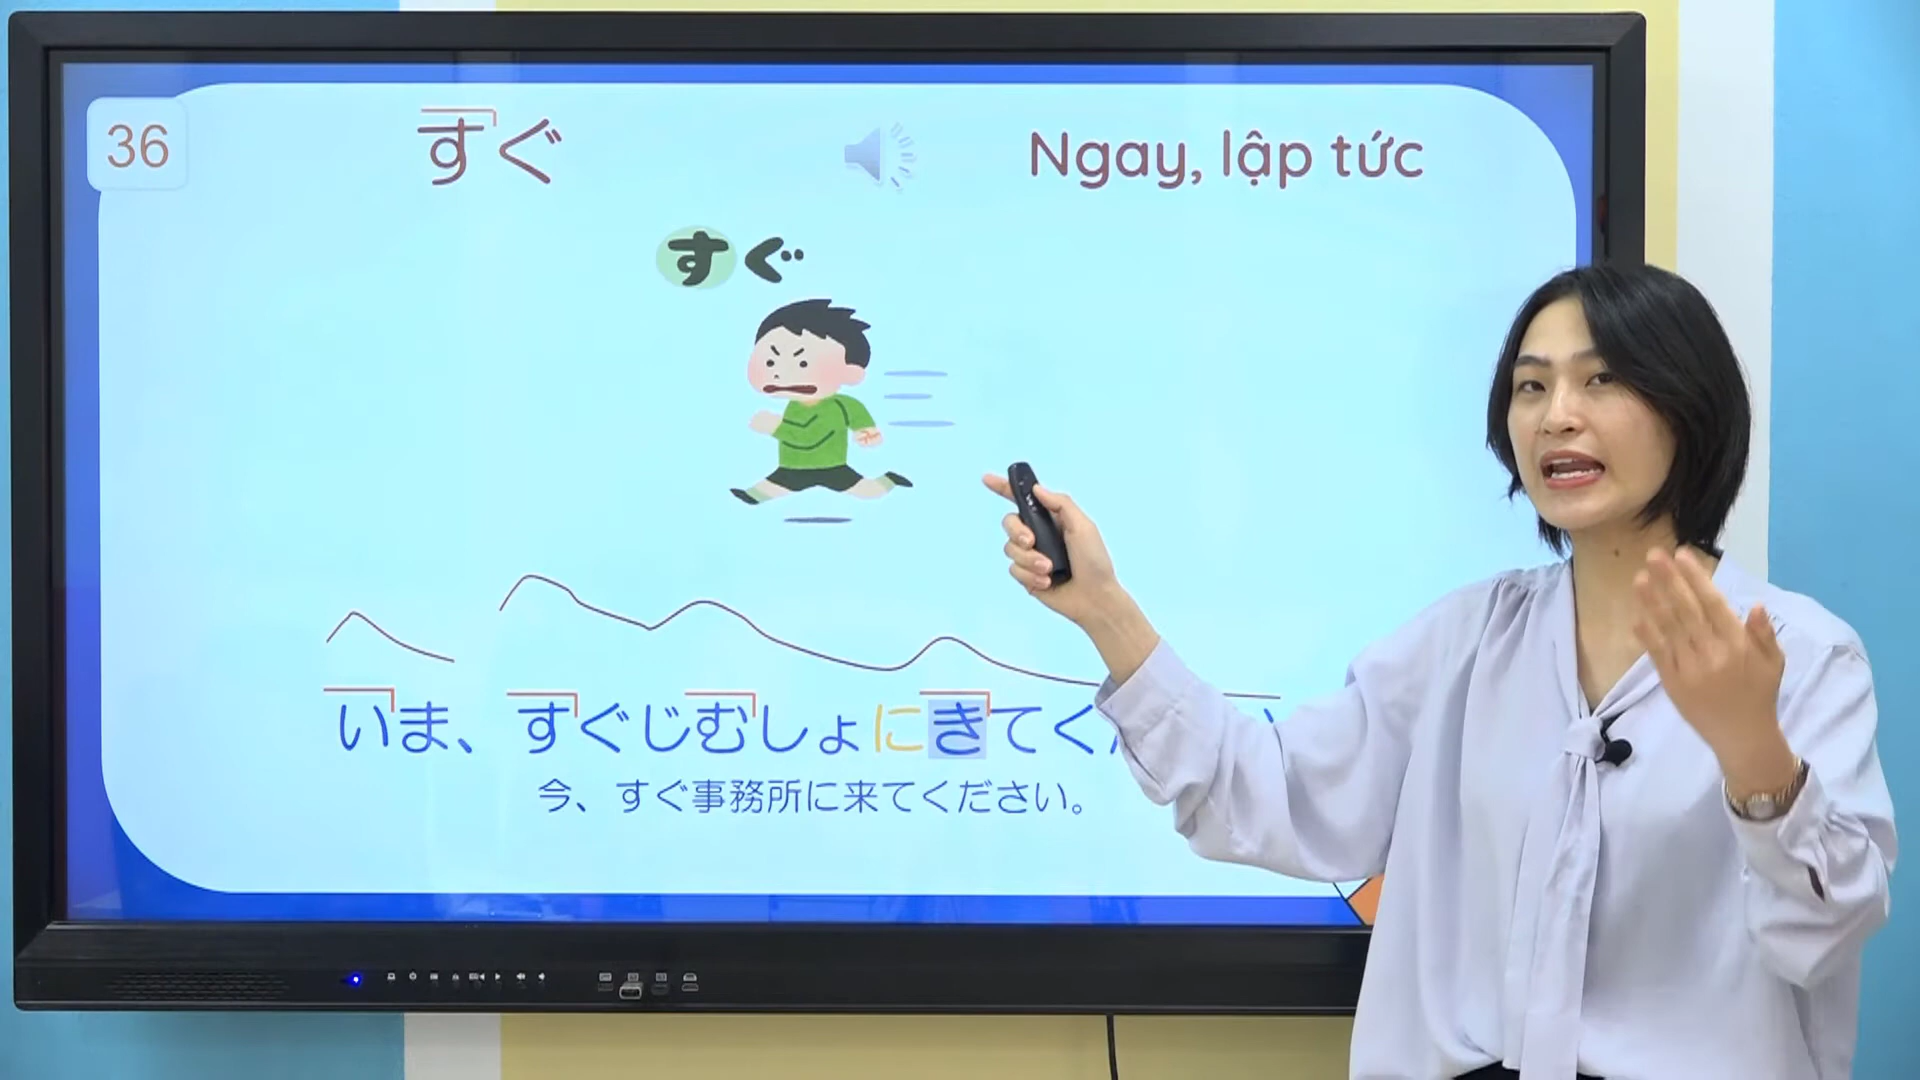 36
すぐ
Ngay, lập tức
すぐ
いま、すぐじむしょにきてく
今、すぐ事務所に来てください。